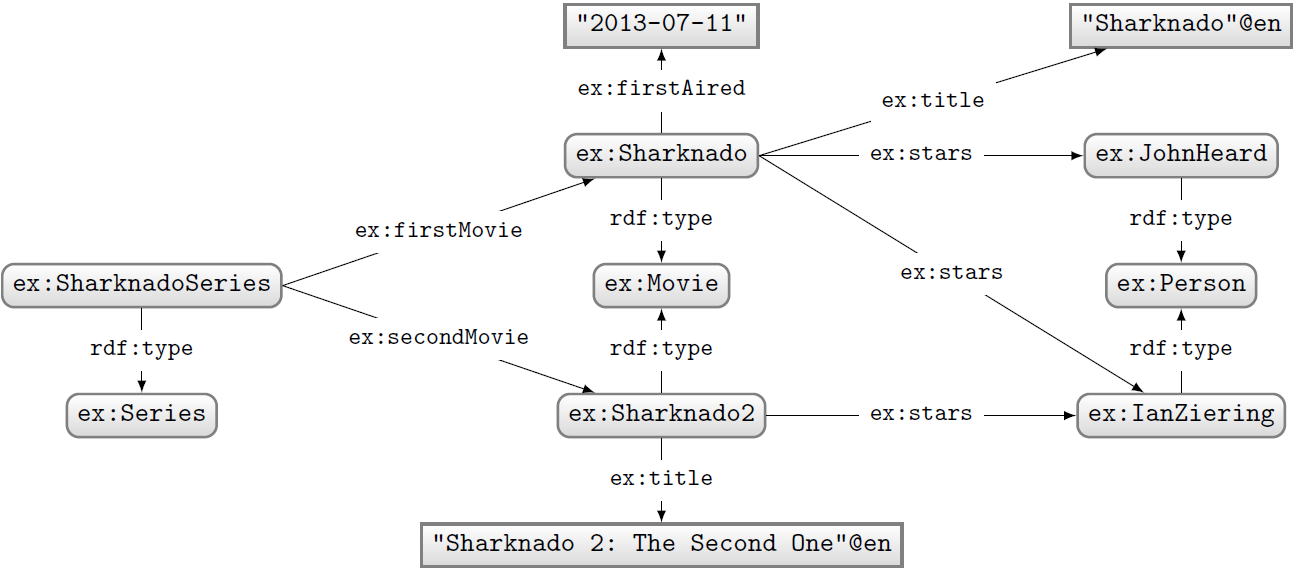 "2013-07-11"
"Sharknado"@en
ex:firstAired
ex:title
ex:Sharknado
ex:stars
ex:JohnHeard
rdf:type
rdf:type
ex:firstMovie
ex:stars
ex:SharknadoSeries
ex:Movie
ex:Person
ex:secondMovie
rdf:type
rdf:type
rdf:type
ex:Series
ex:Sharknado2
ex:stars
ex:IanZiering
ex:title
"Sharknado 2: The Second One"@en